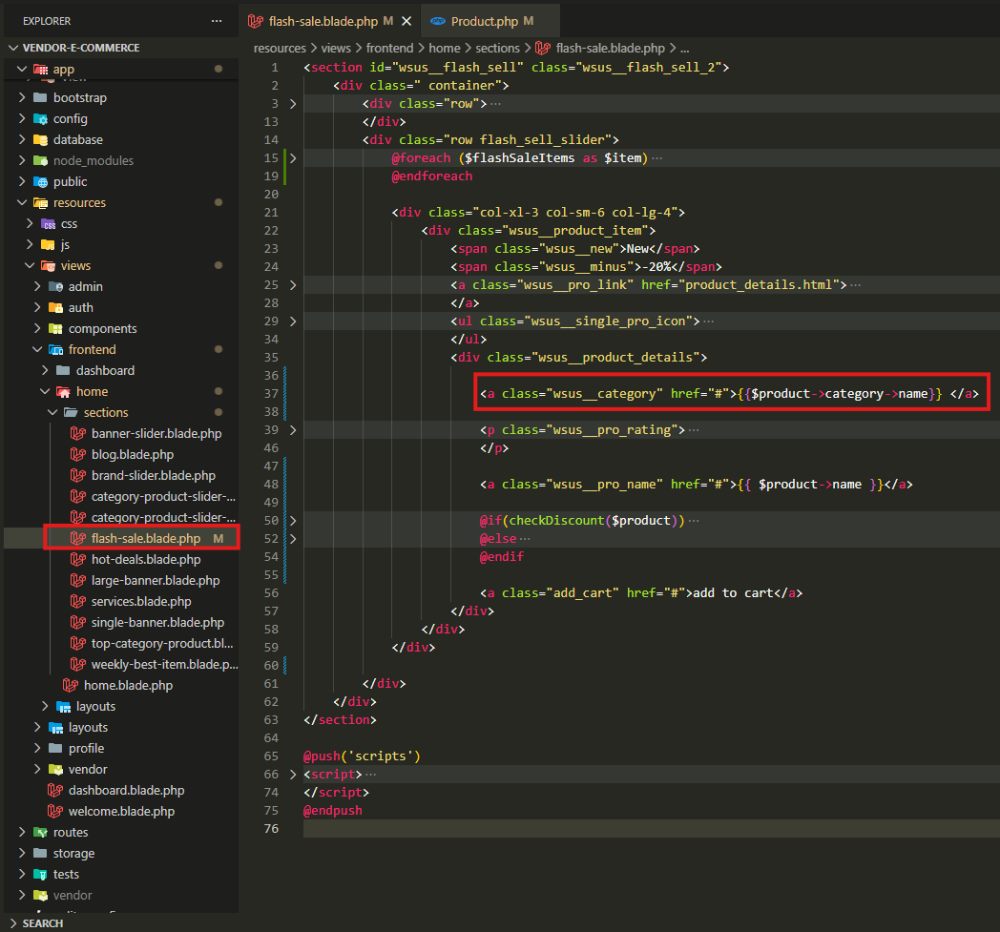 EXPLORER ···
VENDOR-E-COMMERCE
app
bootstrap
config
database
node_modules
public
resources
css
js
views
admin
auth
components
frontend
dashboard
home
sections
banner-slider.blade.php
blog.blade.php
brand-slider.blade.php
category-product-slider-...
category-product-slider-...
flash-sale.blade.php M
hot-deals.blade.php
large-banner.blade.php
services.blade.php
single-banner.blade.php
top-category-product.bl...
weekly-best-item.blade.p...
home.blade.php
layouts
layouts
profile
vendor
dashboard.blade.php
welcome.blade.php
routes
storage
tests
vendor
SEARCH
flash-sale.blade.php M Product.php M
resources > views > frontend > home > sections > flash-sale.blade.php > ...
1 <section id="wsus__flash_sell" class="wsus__flash_sell_2">
2 <div class=" container">
3 <div class="row"> ···
13 </div>
14 <div class="row flash_sell_slider">
15 @foreach ($flashSaleItems as $item) ···
19 @endforeach
20
21 <div class="col-xl-3 col-sm-6 col-lg-4">
22 <div class="wsus__product_item">
23 <span class="wsus__new">New</span>
24 <span class="wsus__minus">-20%</span>
25 <a class="wsus__pro_link" href="product_details.html"> ···
28 </a>
29 <ul class="wsus__single_pro_icon"> ···
34 </ul>
35 <div class="wsus__product_details">
36
37 <a class="wsus__category" href="#">{{$product->category->name}} </a>
38
39 <p class="wsus__pro_rating"> ···
46 </p>
47
48 <a class="wsus__pro_name" href="#">{{ $product->name }}</a>
49
50 @if(checkDiscount($product)) ···
52 @else ···
54 @endif
55
56 <a class="add_cart" href="#">add to cart</a>
57 </div>
58 </div>
59 </div>
60
61 </div>
62 </div>
63 </section>
64
65 @push('scripts')
66 <script> ···
74 </script>
75 @endpush
76